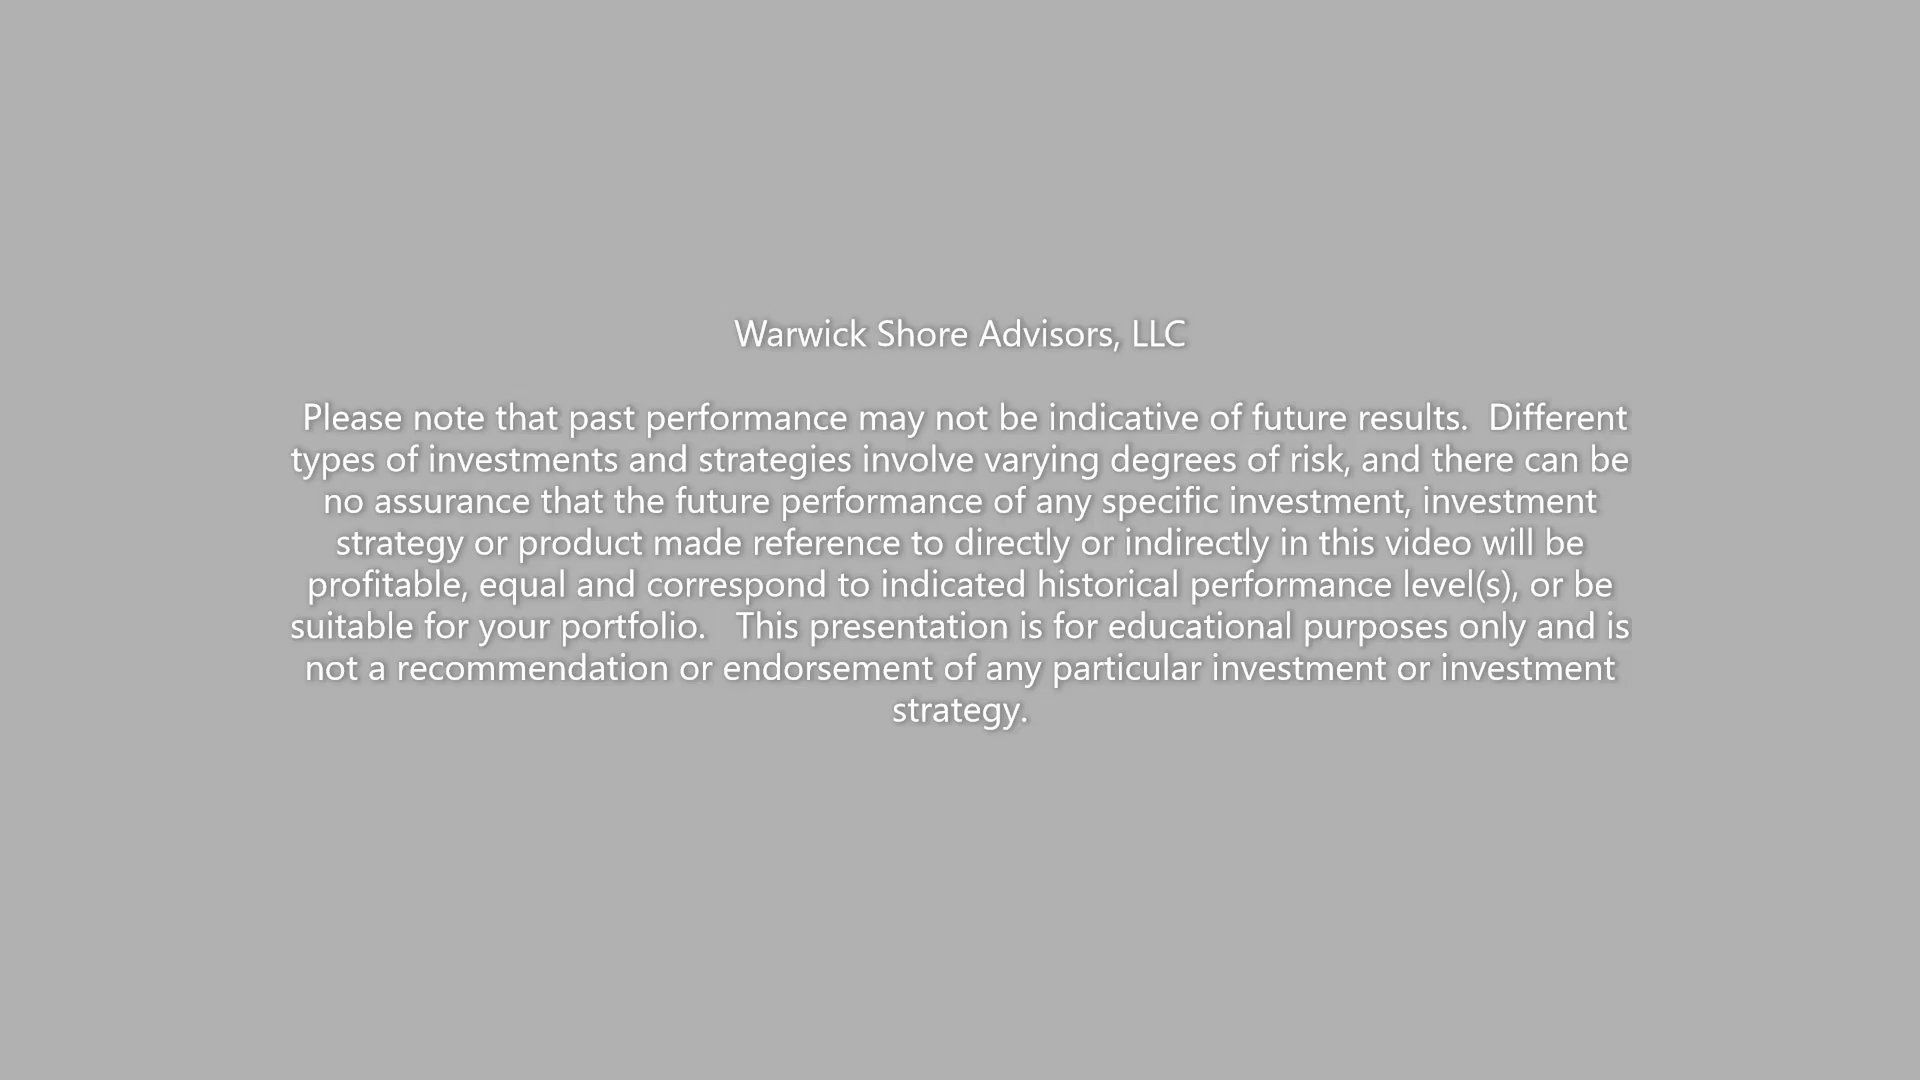 Warwick Shore Advisors, LLC
Please note that past performance may not be indicative of future results.  Different
types of investments and strategies involve varying degrees of risk, and there can be
no assurance that the future performance of any specific investment, investment
strategy or product made reference to directly or indirectly in this video will be
profitable, equal and correspond to indicated historical performance level(s), or be
suitable for your portfolio.   This presentation is for educational purposes only and is
not a recommendation or endorsement of any particular investment or investment
strategy.